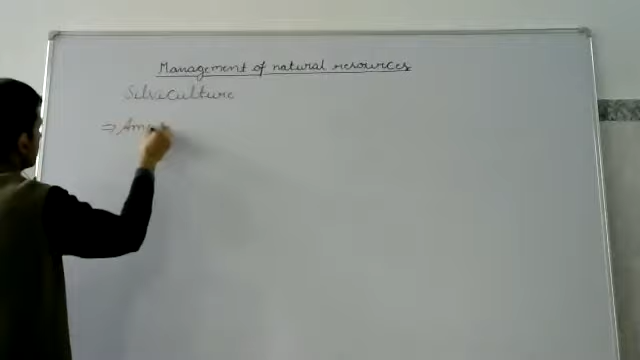 Management of natural resources
Silviculture
⇒ Am